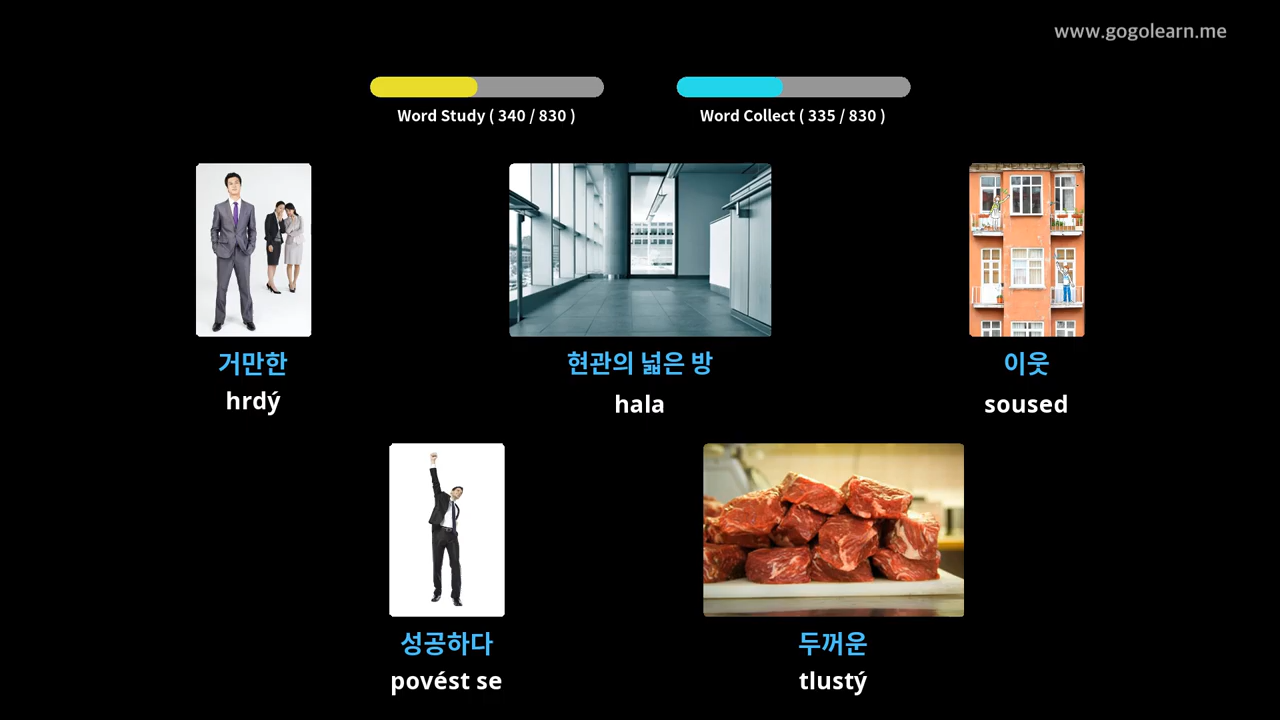 www.gogolearn.me
Word Study ( 340 / 830 )
Word Collect ( 335 / 830 )
거만한
hrdý
현관의 넓은 방
hala
이웃
soused
성공하다
povést se
두꺼운
tlustý